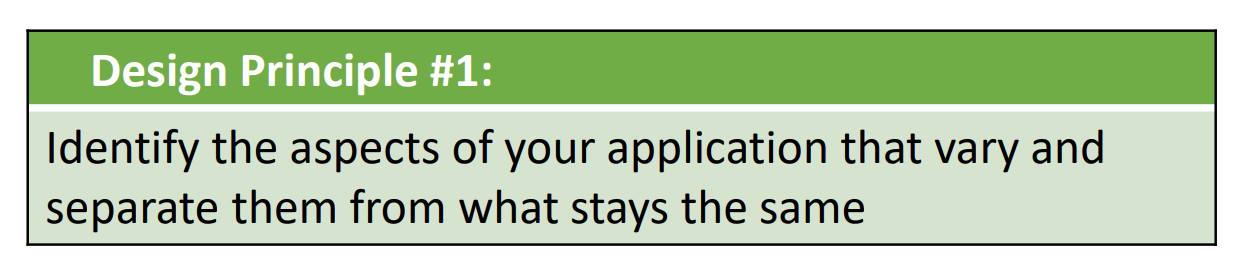 Design Principle #1:
Identify the aspects of your application that vary and
separate them from what stays the same